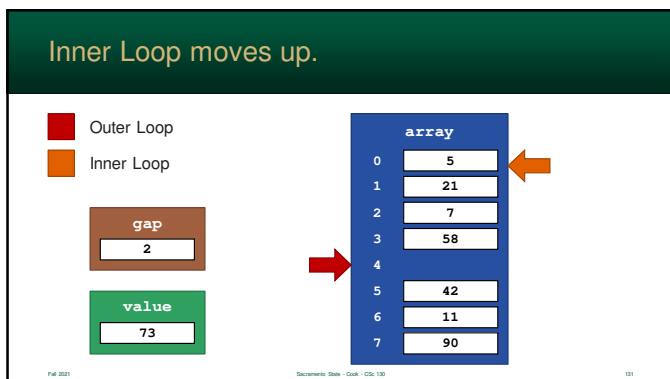 Inner Loop moves up.
Outer Loop
Inner Loop
gap
2
value
73
array
0 5
1 21
2 7
3 58
4
5 42
6 11
7 90
Fall 2021 Sacramento State - Cook - CSc 130 131